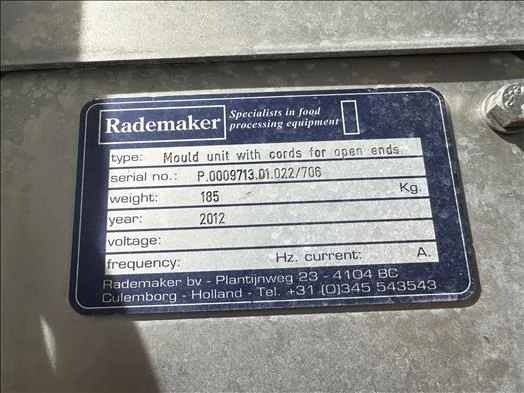 Rademaker
Specialists in food
processing equipment
type: Mould unit with cords for open ends
serial no.: P.0009713.01.022/706
weight: 185 Kg.
year: 2012
voltage:
frequency: Hz. current: A.
Rademaker bv - Plantijnweg 23 - 4104 BC
Culemborg - Holland - Tel. +31 (0)345 543543